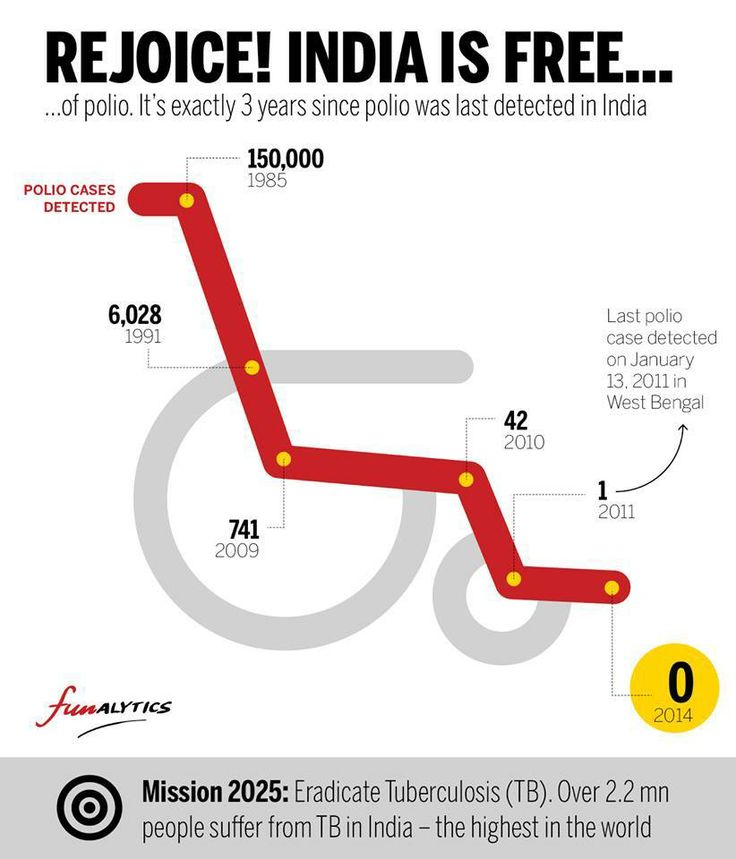 REJOICE! INDIA IS FREE...
...of polio. It's exactly 3 years since polio was last detected in India
150,000
1985
POLIO CASES
DETECTED
6,028
1991
Last polio
case detected
on January
13, 2011 in
West Bengal
42
2010
1
2011
741
2009
0
2014
funALYTICS
Mission 2025: Eradicate Tuberculosis (TB). Over 2.2 mn
people suffer from TB in India – the highest in the world